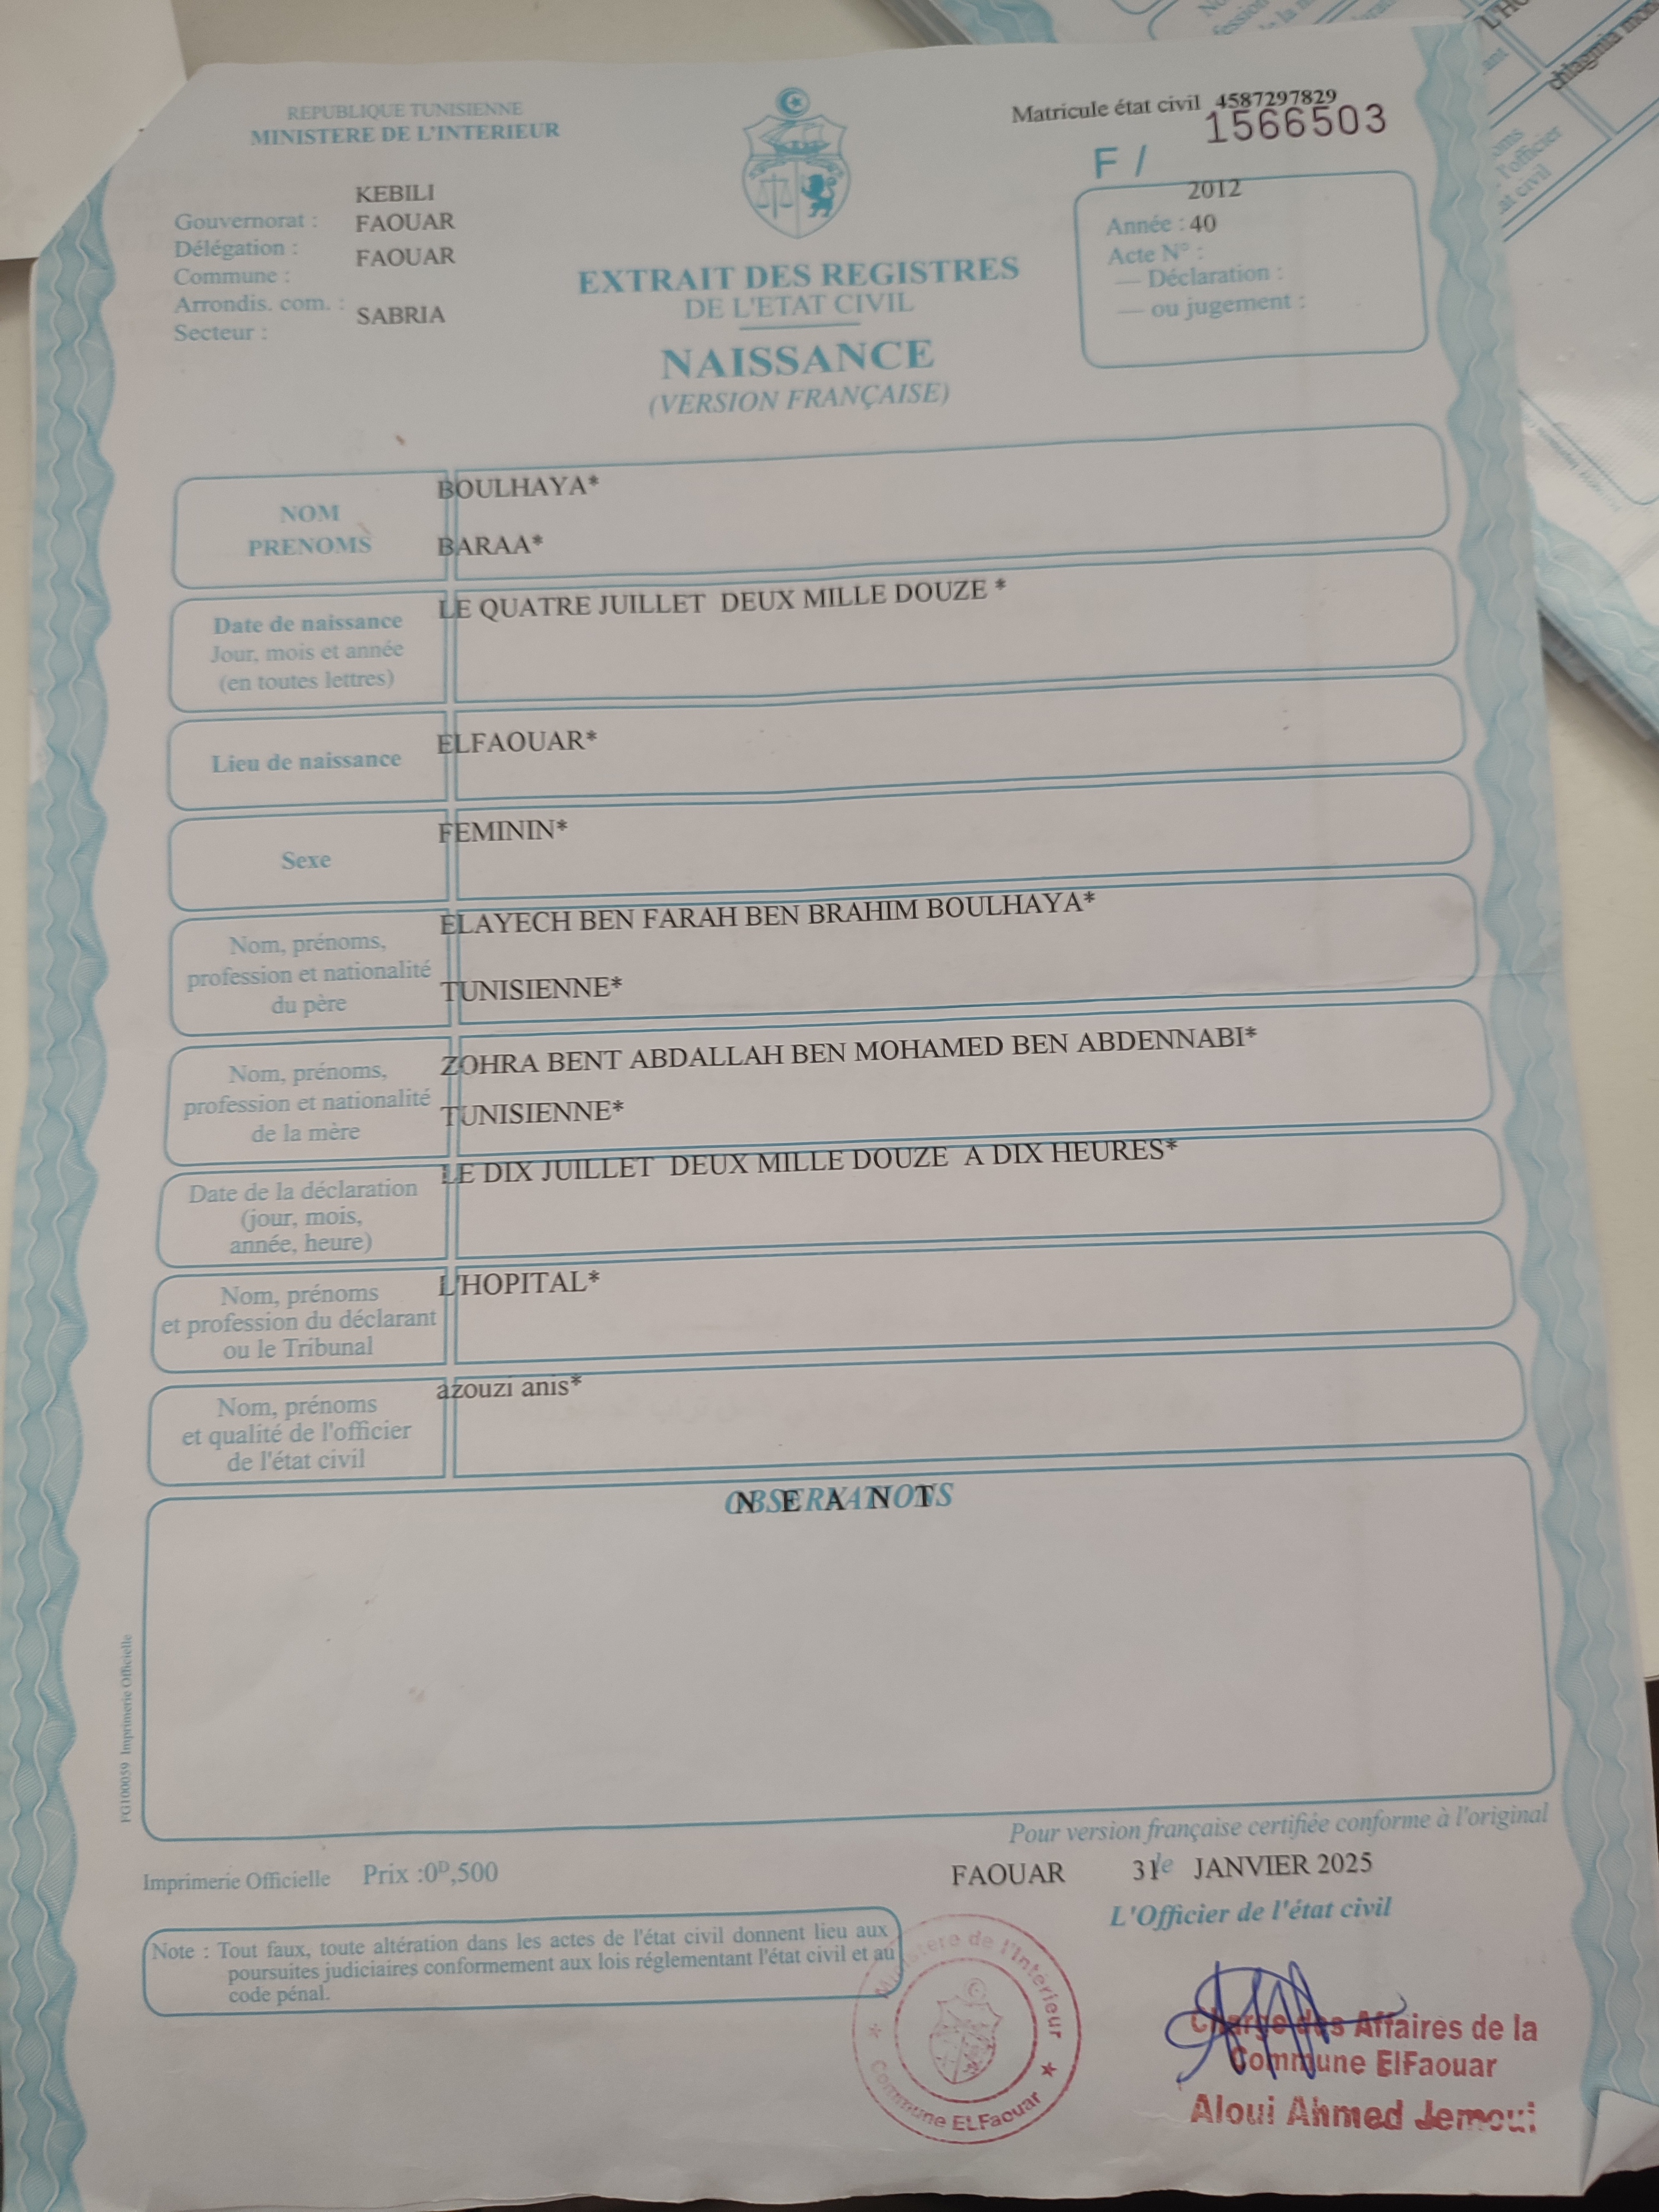 REPUBLIQUE TUNISIENNE
MINISTERE DE L'INTERIEUR
Matricule état civil 4587297829
1566503
F /
KEBILI
Gouvernorat : FAOUAR
Délégation :
Commune : FAOUAR
Arrondis. com. :
Secteur : SABRIA
2012
Année : 40
Acte N° :
— Déclaration :
— ou jugement :
EXTRAIT DES REGISTRES
DE L'ETAT CIVIL
NAISSANCE
(VERSION FRANÇAISE)
NOM
PRENOMS
BOULHAYA*
BARAA*
Date de naissance
Jour, mois et année
(en toutes lettres)
LE QUATRE JUILLET DEUX MILLE DOUZE *
Lieu de naissance
ELFAOUAR*
Sexe
FEMININ*
Nom, prénoms,
profession et nationalité
du père
ELAYECH BEN FARAH BEN BRAHIM BOULHAYA*
TUNISIENNE*
Nom, prénoms,
profession et nationalité
de la mère
ZOHRA BENT ABDALLAH BEN MOHAMED BEN ABDENNABI*
TUNISIENNE*
Date de la déclaration
(jour, mois,
année, heure)
LE DIX JUILLET DEUX MILLE DOUZE A DIX HEURES*
Nom, prénoms
et profession du déclarant
ou le Tribunal
L'HOPITAL*
Nom, prénoms
et qualité de l'officier
de l'état civil
azouzi anis*
OBSERVATIONS
N E A N T
FG100059 Imprimerie Officielle
Pour version française certifiée conforme à l'original
Imprimerie Officielle Prix :0ᴰ,500
FAOUAR 31 le JANVIER 2025
L'Officier de l'état civil
Note : Tout faux, toute altération dans les actes de l'état civil donnent lieu aux
poursuites judiciaires conformement aux lois réglementant l'état civil et au
code pénal.
Ministère de l'Interieur
Commune ELFaouar
Charge des Affaires de la
Commune ElFaouar
Aloui Ahmed Jemoui